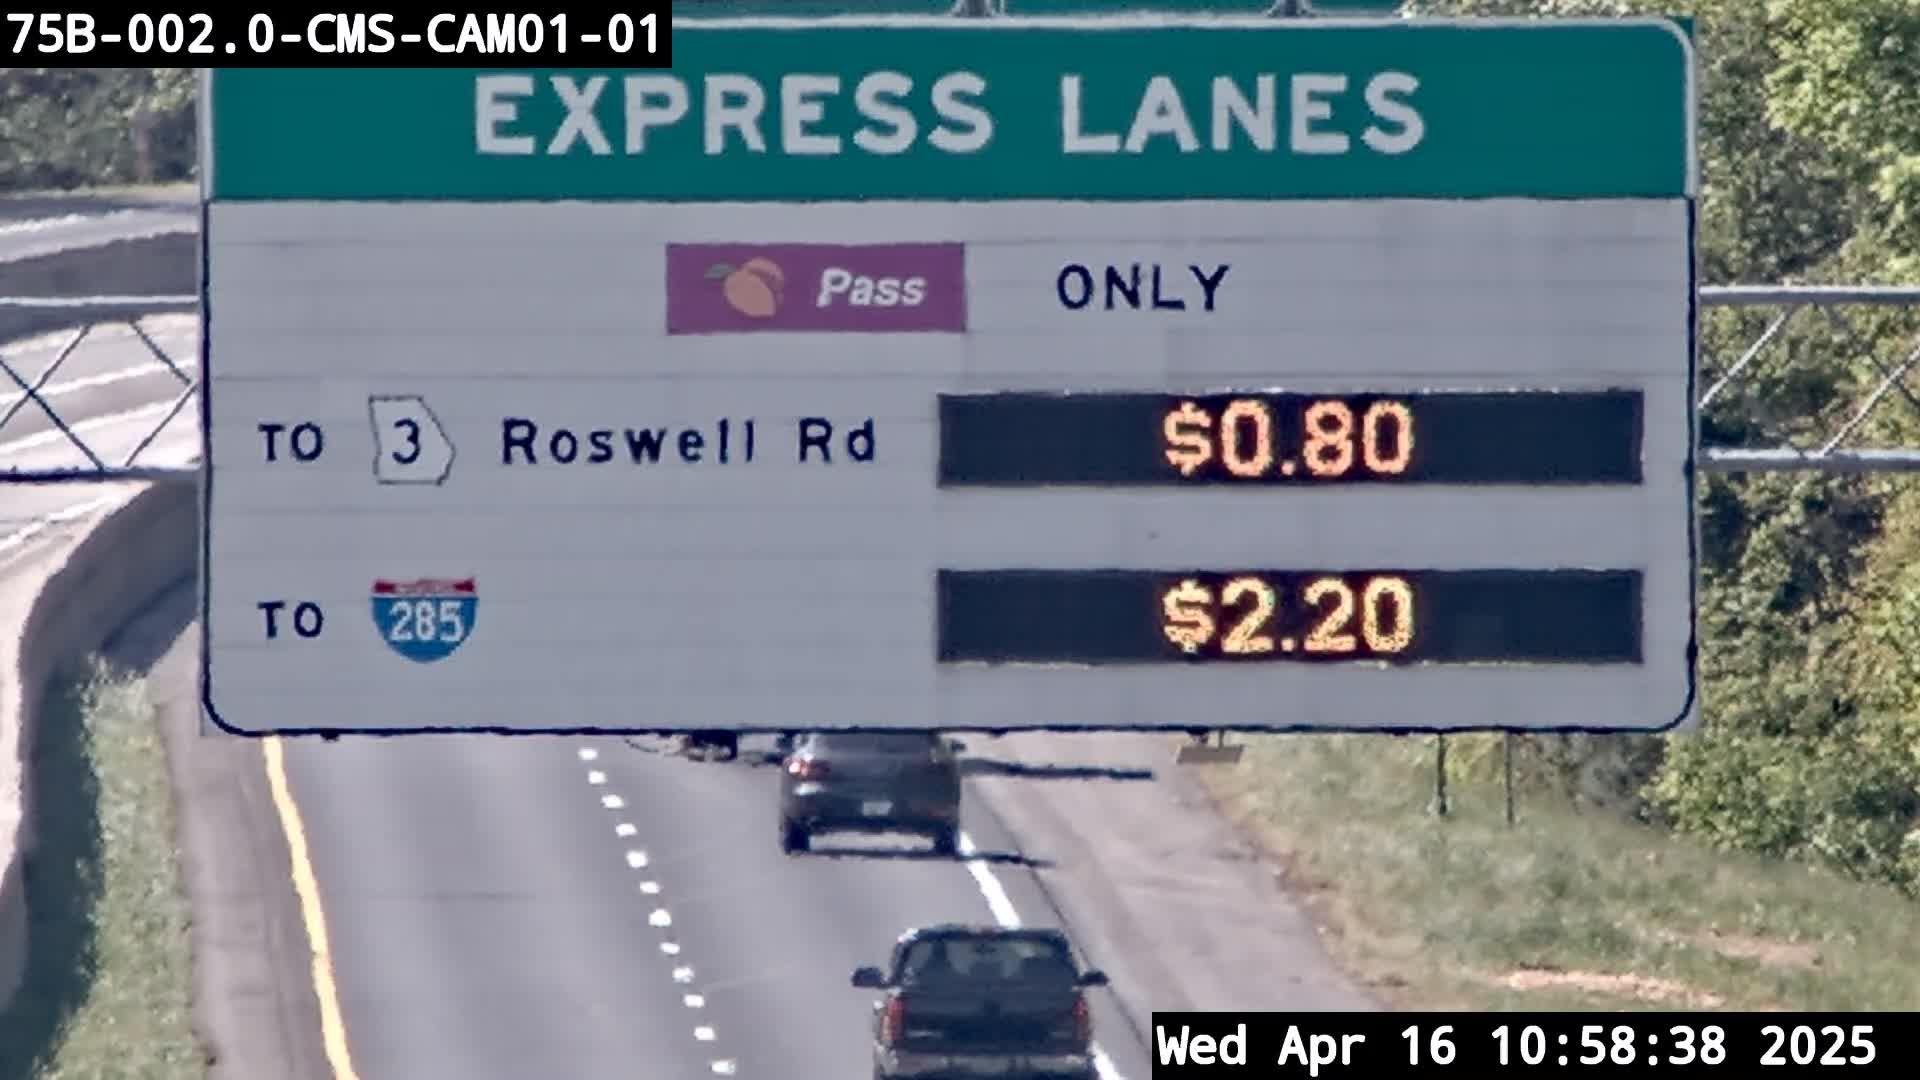 75B-002.0-CMS-CAM01-01
EXPRESS LANES
Pass ONLY
TO 3 Roswell Rd $0.80
TO 285 $2.20
Wed Apr 16 10:58:38 2025